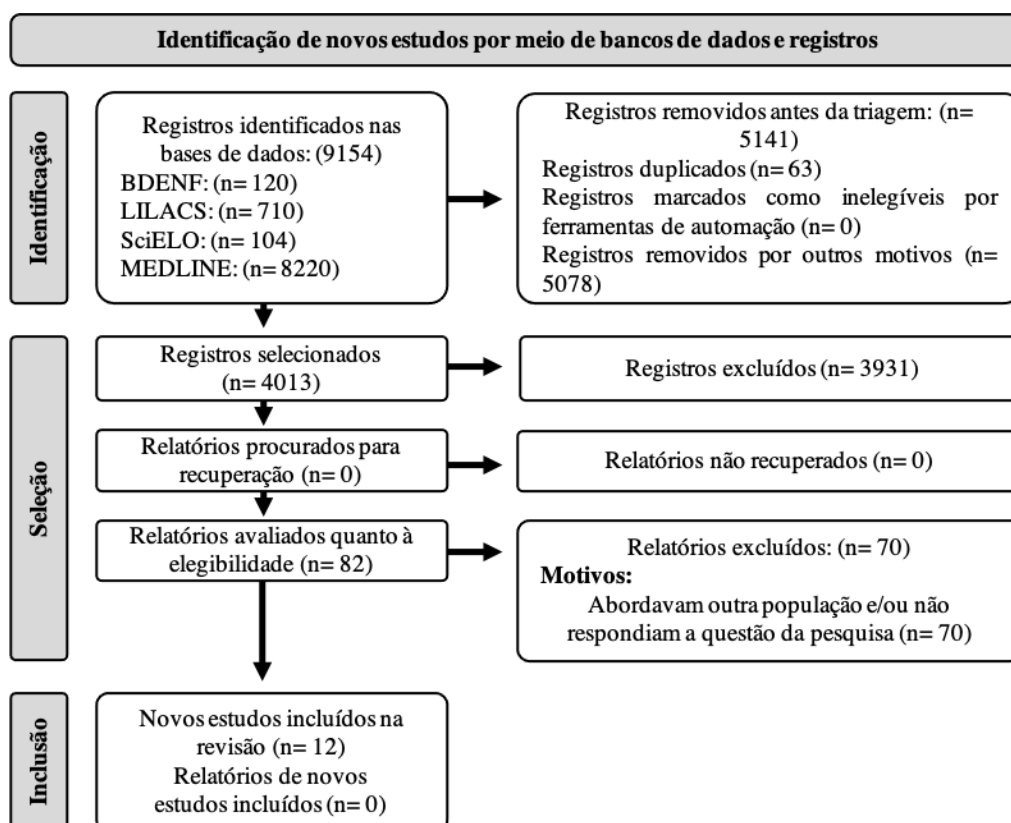 Identificação de novos estudos por meio de bancos de dados e registros
Identificação
Registros identificados nas
bases de dados: (9154)
BDENF: (n= 120)
LILACS: (n= 710)
SciELO: (n= 104)
MEDLINE: (n= 8220)
Registros removidos antes da triagem: (n=
5141)
Registros duplicados (n= 63)
Registros marcados como inelegíveis por
ferramentas de automação (n= 0)
Registros removidos por outros motivos (n=
5078)
Seleção
Registros selecionados
(n= 4013)
Registros excluídos (n= 3931)
Relatórios procurados para
recuperação (n= 0)
Relatórios não recuperados (n= 0)
Relatórios avaliados quanto à
elegibilidade (n= 82)
Relatórios excluídos: (n= 70)
Motivos:
Abordavam outra população e/ou não
respondiam a questão da pesquisa (n= 70)
Inclusão
Novos estudos incluídos na
revisão (n= 12)
Relatórios de novos
estudos incluídos (n= 0)